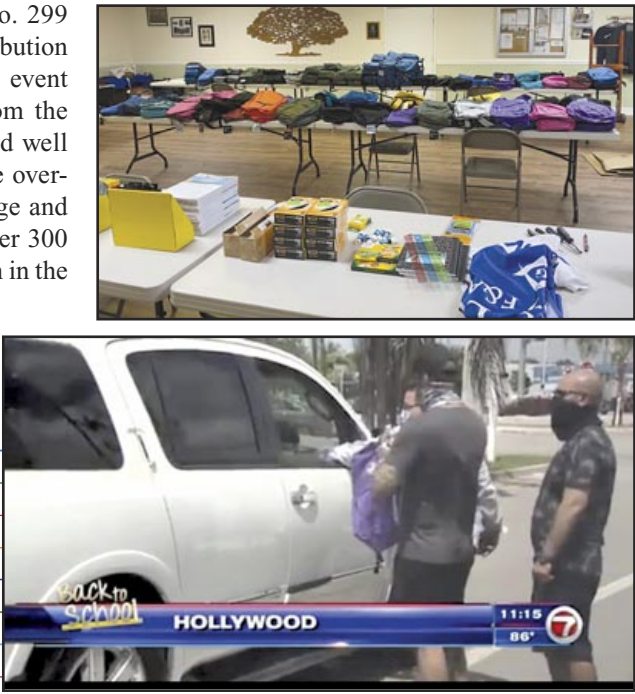 o. 299
bution
event
om the
d well
e over-
ge and
er 300
n in the
F&A
Back to
School
HOLLYWOOD
11:15
86°
7